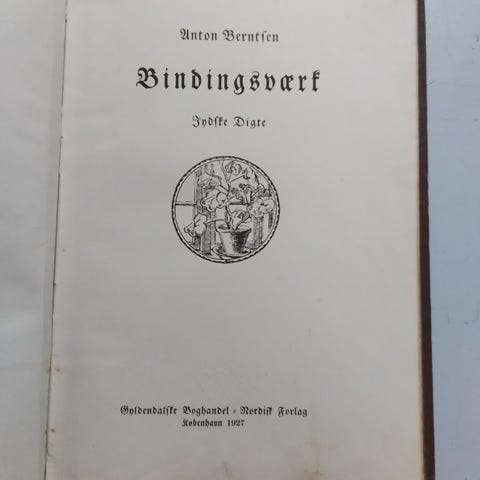 Anton Berntsen
Bindingsværk
Jydske Digte
Gyldendalske Boghandel - Nordisk Forlag
København 1927